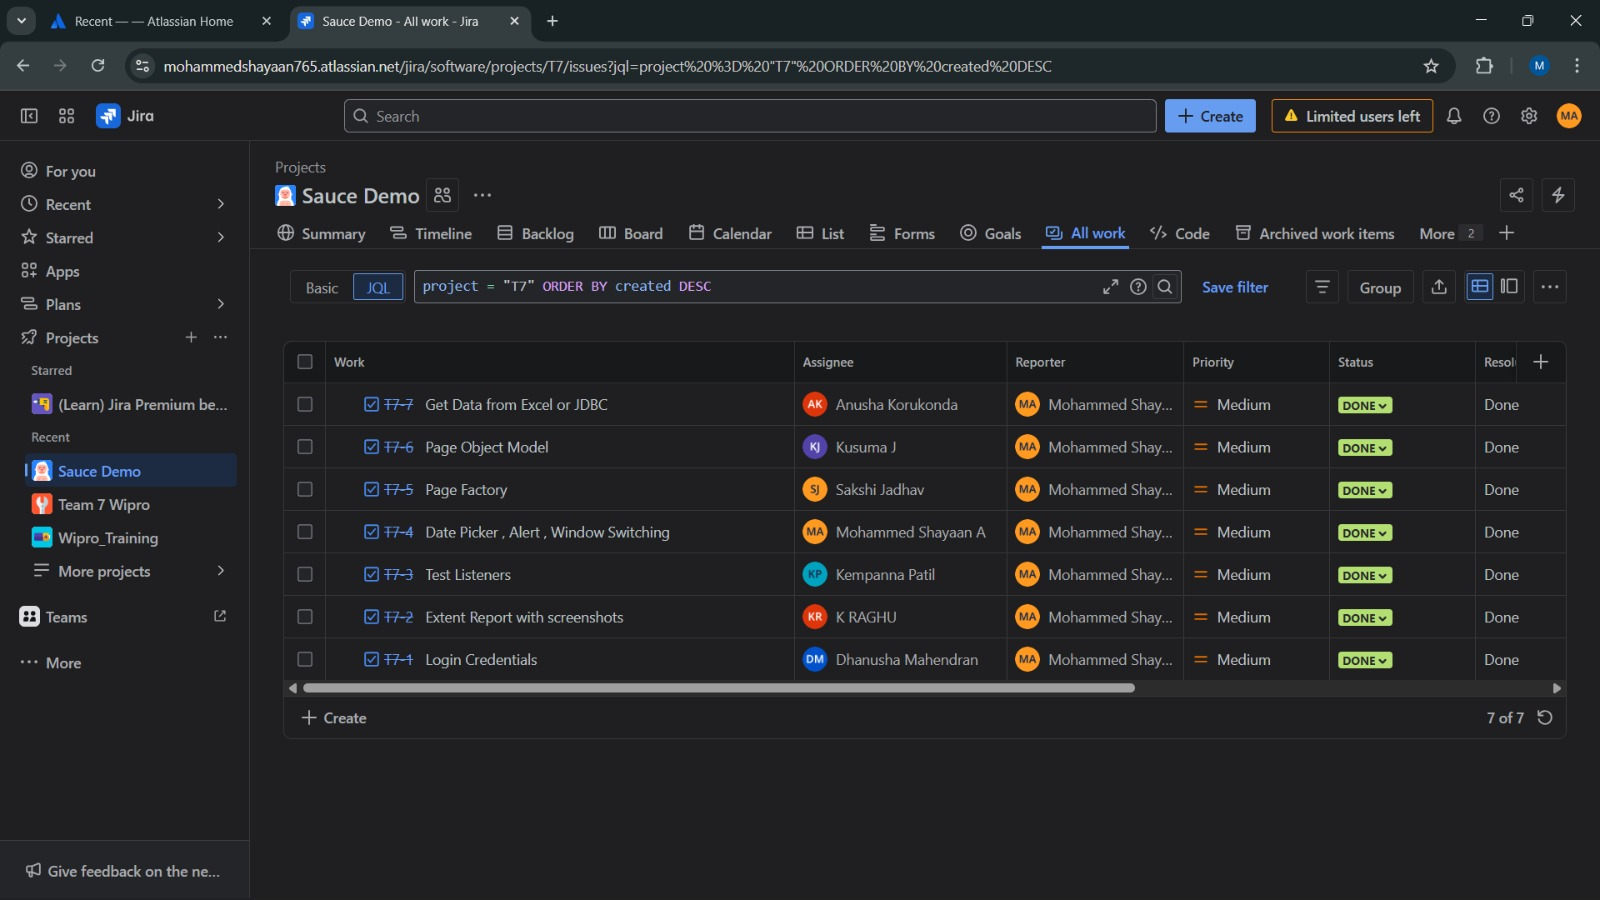 Recent — — Atlassian Home
Sauce Demo - All work - Jira
mohammedshayaan765.atlassian.net/jira/software/projects/T7/issues?jql=project%20%3D%20"T7"%20ORDER%20BY%20created%20DESC
M
Jira
Search
Create
Limited users left
MA
For you
Recent
Starred
Apps
Plans
Projects
Starred
(Learn) Jira Premium be...
Recent
Sauce Demo
Team 7 Wipro
Wipro_Training
More projects
Teams
More
Give feedback on the ne...
Projects
Sauce Demo
Summary Timeline Backlog Board Calendar List Forms Goals All work Code Archived work items More 2
Basic JQL project = "T7" ORDER BY created DESC Save filter Group
Work Assignee Reporter Priority Status Resol
T7-7 Get Data from Excel or JDBC AK Anusha Korukonda MA Mohammed Shay... Medium DONE Done
T7-6 Page Object Model KJ Kusuma J MA Mohammed Shay... Medium DONE Done
T7-5 Page Factory SJ Sakshi Jadhav MA Mohammed Shay... Medium DONE Done
T7-4 Date Picker , Alert , Window Switching MA Mohammed Shayaan A MA Mohammed Shay... Medium DONE Done
T7-3 Test Listeners KP Kempanna Patil MA Mohammed Shay... Medium DONE Done
T7-2 Extent Report with screenshots KR K RAGHU MA Mohammed Shay... Medium DONE Done
T7-1 Login Credentials DM Dhanusha Mahendran MA Mohammed Shay... Medium DONE Done
Create 7 of 7